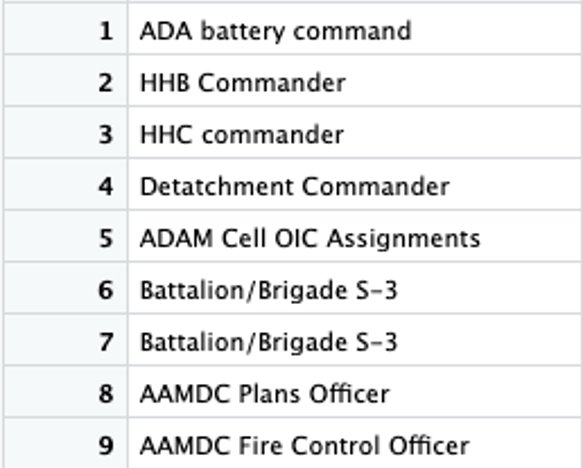 1 ADA battery command
2 HHB Commander
3 HHC commander
4 Detatchment Commander
5 ADAM Cell OIC Assignments
6 Battalion/Brigade S-3
7 Battalion/Brigade S-3
8 AAMDC Plans Officer
9 AAMDC Fire Control Officer